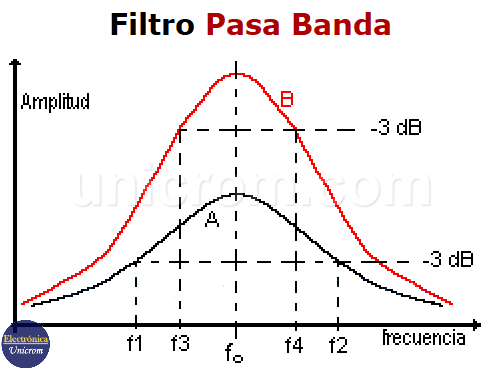 Filtro Pasa Banda
Amplitud
B
-3 dB
unicrom.com
A
-3 dB
f1 f3 fo f4 f2
frecuencia
Electrónica
Unicrom